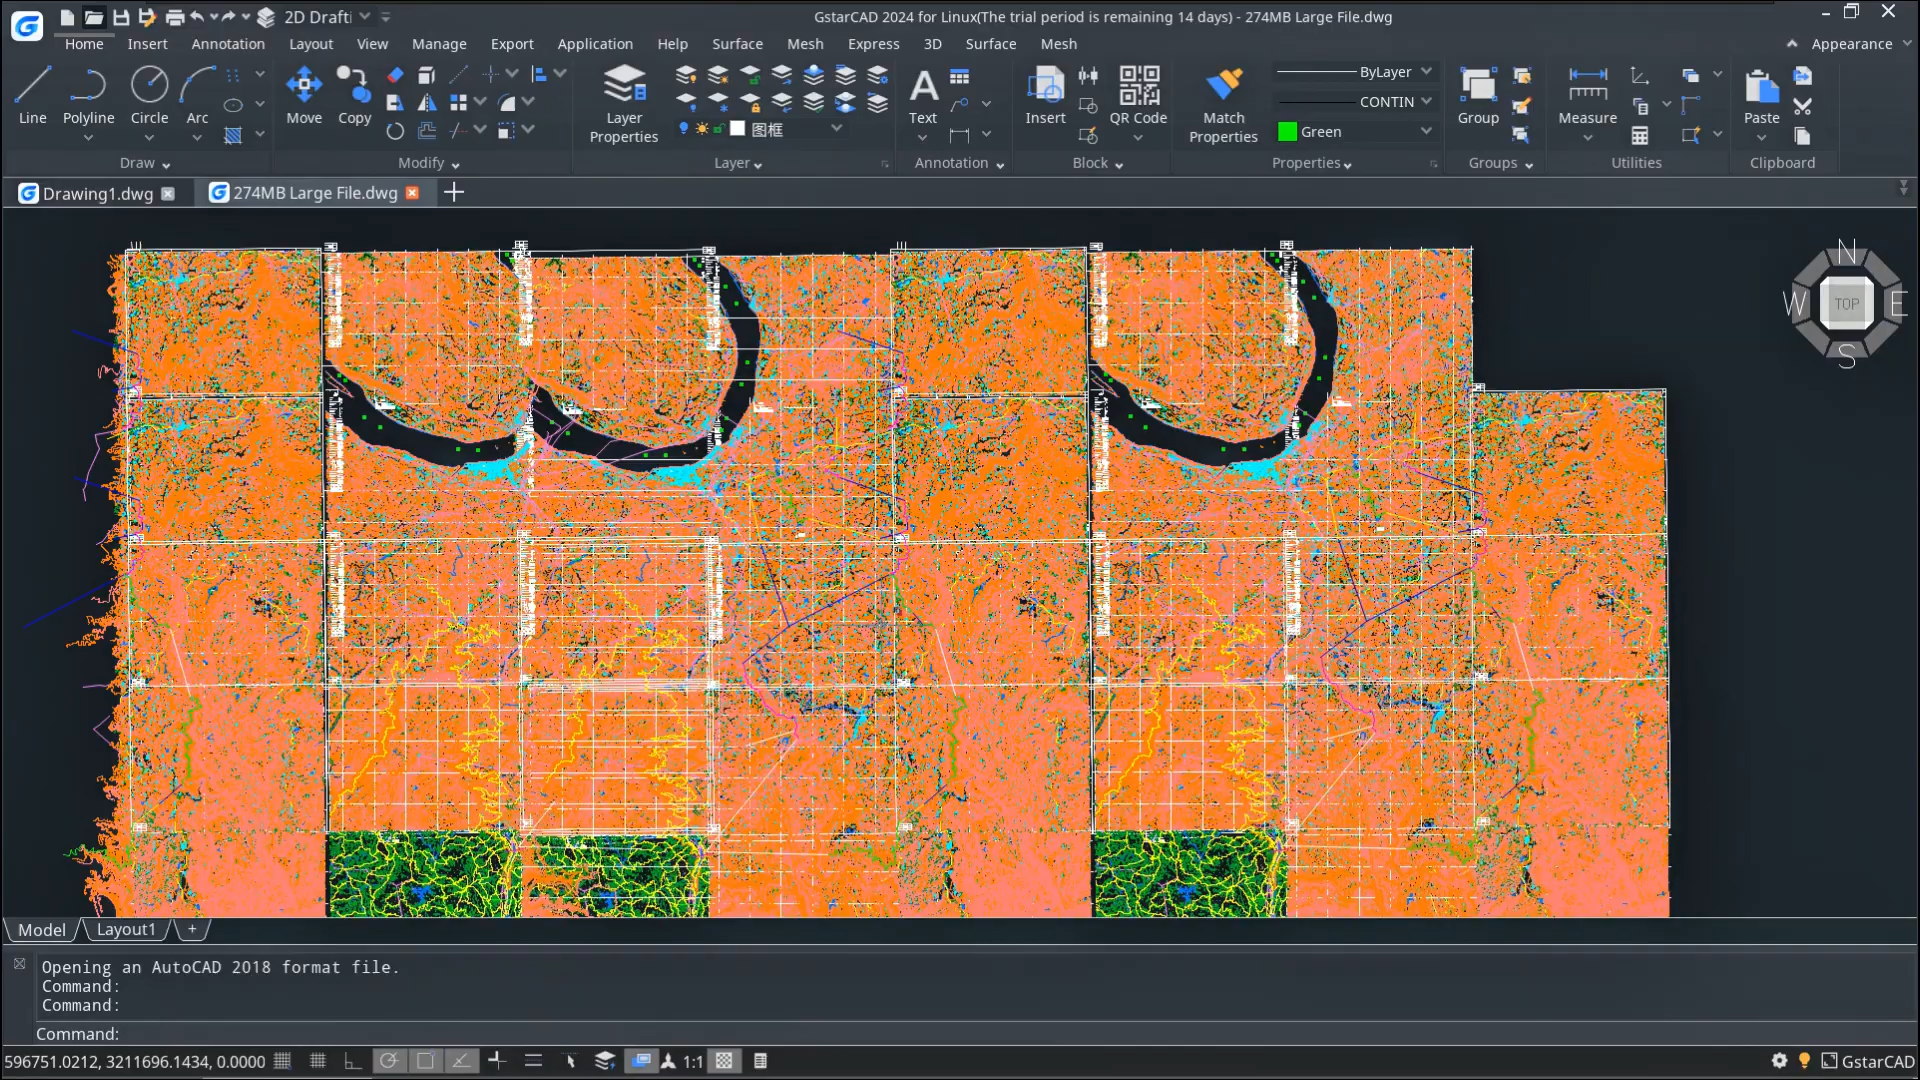 2D Drafti
GstarCAD 2024 for Linux(The trial period is remaining 14 days) - 274MB Large File.dwg
Home Insert Annotation Layout View Manage Export Application Help Surface Mesh Express 3D Surface Mesh Appearance
ByLayer
CONTIN
Line Polyline Circle Arc Move Copy Layer Properties Text Insert QR Code Match Properties Group Measure Paste
图框
Green
Draw Modify Layer Annotation Block Properties Groups Utilities Clipboard
Drawing1.dwg 274MB Large File.dwg
N
W TOP E
S
Model Layout1 +
Opening an AutoCAD 2018 format file.
Command:
Command:
Command:
596751.0212, 3211696.1434, 0.0000 1:1 GstarCAD